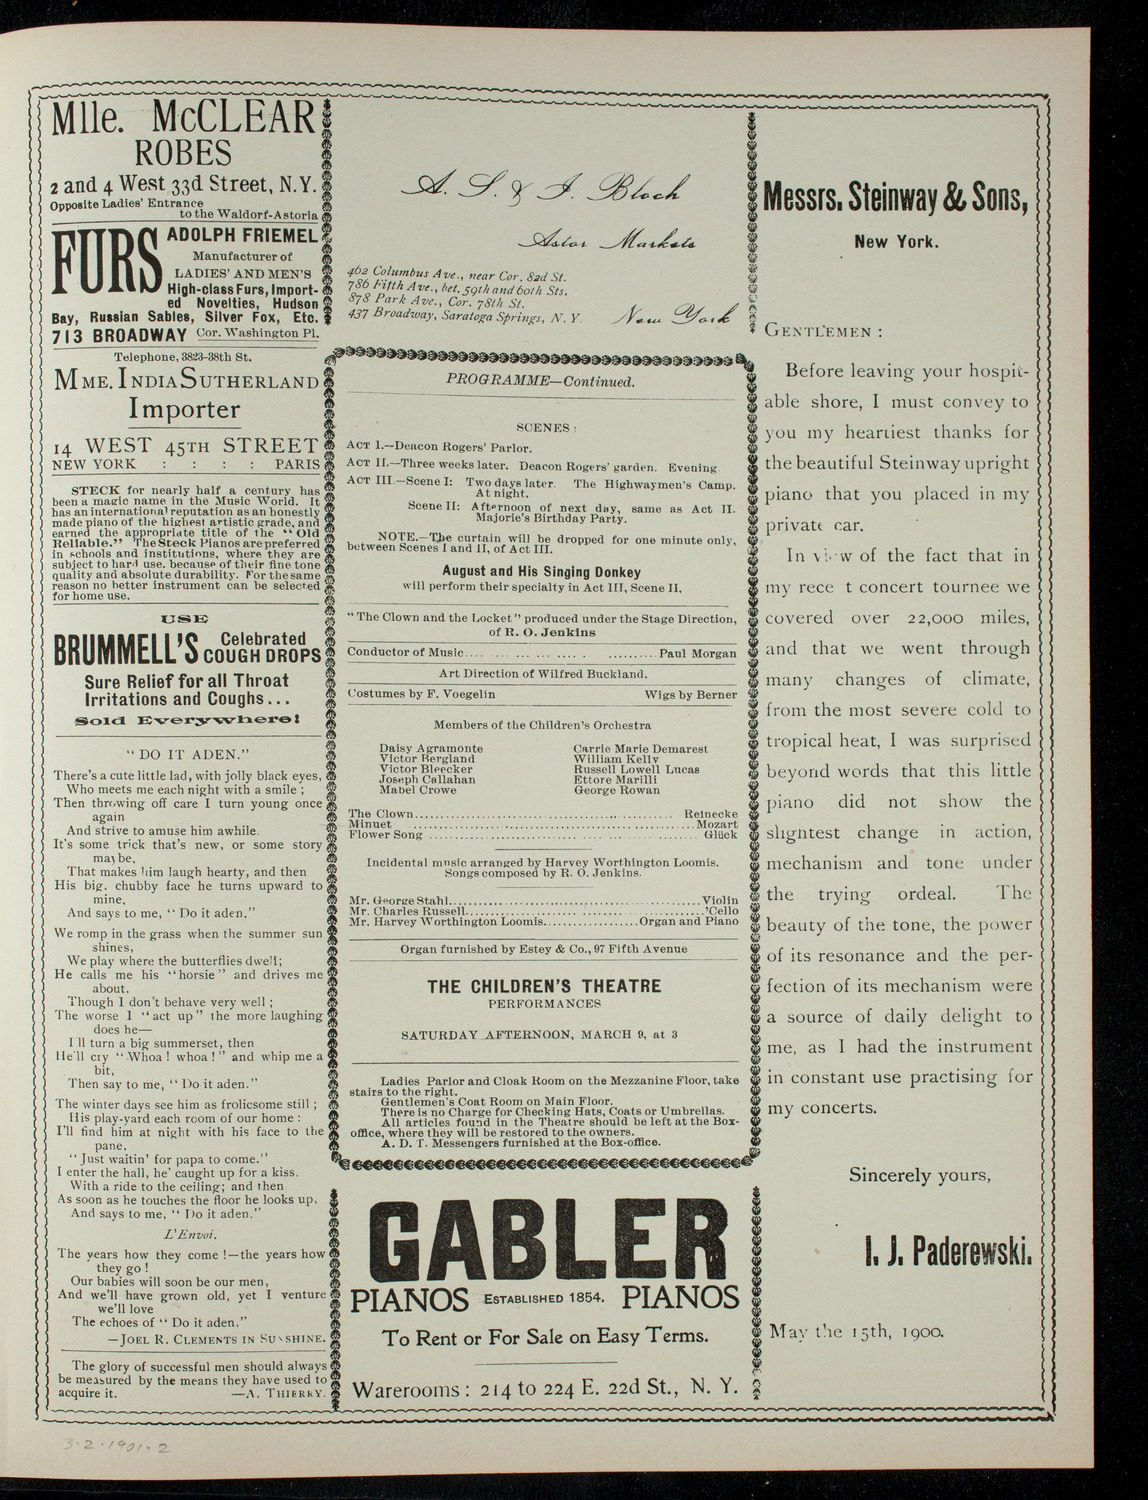 Mlle. McCLEAR
ROBES
2 and 4 West 33d Street, N.Y.
Opposite Ladies' Entrance
to the Waldorf-Astoria
FURS
ADOLPH FRIEMEL
Manufacturer of
LADIES' AND MEN'S
High-class Furs, Import-
ed Novelties, Hudson
Bay, Russian Sables, Silver Fox, Etc.
713 BROADWAY Cor. Washington Pl.
Telephone, 3823-38th St.
MME. INDIA SUTHERLAND
Importer
14 WEST 45TH STREET
NEW YORK : : : : PARIS
STECK for nearly half a century has
been a magic name in the Music World. It
has an international reputation as an honestly
made piano of the highest artistic grade, and
earned the appropriate title of the "Old
Reliable." The Steck Pianos are preferred
in schools and institutions, where they are
subject to hard use, because of their fine tone
quality and absolute durability. For the same
reason no better instrument can be selected
for home use.
USE
BRUMMELL'S Celebrated
COUGH DROPS
Sure Relief for all Throat
Irritations and Coughs...
Sold Everywhere!
"DO IT ADEN."
There's a cute little lad, with jolly black eyes,
Who meets me each night with a smile;
Then throwing off care I turn young once
again
And strive to amuse him awhile.
It's some trick that's new, or some story
maybe,
That makes him laugh hearty, and then
His big, chubby face he turns upward to
mine,
And says to me, "Do it aden."
We romp in the grass when the summer sun
shines,
We play where the butterflies dwell;
He calls me his "horsie" and drives me
about,
Though I don't behave very well;
The worse I "act up" the more laughing
does he—
I'll turn a big summerset, then
He'll cry "Whoa! whoa!" and whip me a
bit,
Then say to me, "Do it aden."
The winter days see him as frolicsome still;
His play-yard each room of our home:
I'll find him at night with his face to the
pane,
"Just waitin' for papa to come."
I enter the hall, he' caught up for a kiss.
With a ride to the ceiling; and then
As soon as he touches the floor he looks up,
And says to me, "Do it aden."
L'Envoi.
The years how they come!—the years how
they go!
Our babies will soon be our men,
And we'll have grown old, yet I venture
we'll love
The echoes of "Do it aden."
—JOEL R. CLEMENTS IN SUNSHINE.
The glory of successful men should always
be measured by the means they have used to
acquire it. —A. THIERRY.
A. S. & J. Bloch
Astor Markets
462 Columbus Ave., near Cor. 82d St.
786 Fifth Ave., bet. 59th and 60th Sts.
878 Park Ave., Cor. 78th St.
437 Broadway, Saratoga Springs, N. Y.
New York
PROGRAMME—Continued.
SCENES:
ACT I.—Deacon Rogers' Parlor.
ACT II.—Three weeks later. Deacon Rogers' garden. Evening
ACT III.—Scene I: Two days later. The Highwaymen's Camp.
At night.
Scene II: Afternoon of next day, same as Act II.
Majorie's Birthday Party.
NOTE.—The curtain will be dropped for one minute only,
between Scenes I and II, of Act III.
August and His Singing Donkey
will perform their specialty in Act III, Scene II,
"The Clown and the Locket" produced under the Stage Direction,
of R. O. Jenkins
Conductor of Music.... .. ... .... . ........Paul Morgan
Art Direction of Wilfred Buckland.
Costumes by F. Voegelin Wigs by Berner
Members of the Children's Orchestra
Daisy Agramonte Carrie Marie Demarest
Victor Bergland William Kelly
Victor Bleecker Russell Lowell Lucas
Joseph Callahan Ettore Marilli
Mabel Crowe George Rowan
The Clown........................................Reinecke
Minuet ........................................Mozart
Flower Song ........................................Glück
Incidental music arranged by Harvey Worthington Loomis.
Songs composed by R. O. Jenkins.
Mr. George Stahl........................................Violin
Mr. Charles Russell........................................'Cello
Mr. Harvey Worthington Loomis..................Organ and Piano
Organ furnished by Estey & Co., 97 Fifth Avenue
THE CHILDREN'S THEATRE
PERFORMANCES
SATURDAY AFTERNOON, MARCH 9, at 3
Ladies Parlor and Cloak Room on the Mezzanine Floor, take
stairs to the right.
Gentlemen's Coat Room on Main Floor.
There is no Charge for Checking Hats, Coats or Umbrellas.
All articles found in the Theatre should be left at the Box-
office, where they will be restored to the owners.
A. D. T. Messengers furnished at the Box-office.
GABLER
PIANOS ESTABLISHED 1854. PIANOS
To Rent or For Sale on Easy Terms.
Warerooms: 214 to 224 E. 22d St., N. Y.
Messrs. Steinway & Sons,
New York.
GENTLEMEN:
Before leaving your hospit-
able shore, I must convey to
you my heartiest thanks for
the beautiful Steinway upright
piano that you placed in my
private car.
In view of the fact that in
my rece t concert tournee we
covered over 22,000 miles,
and that we went through
many changes of climate,
from the most severe cold to
tropical heat, I was surprised
beyond words that this little
piano did not show the
slightest change in action,
mechanism and tone under
the trying ordeal. The
beauty of the tone, the power
of its resonance and the per-
fection of its mechanism were
a source of daily delight to
me, as I had the instrument
in constant use practising for
my concerts.
Sincerely yours,
I. J. Paderewski.
May the 15th, 1900.
3-2-1901-2